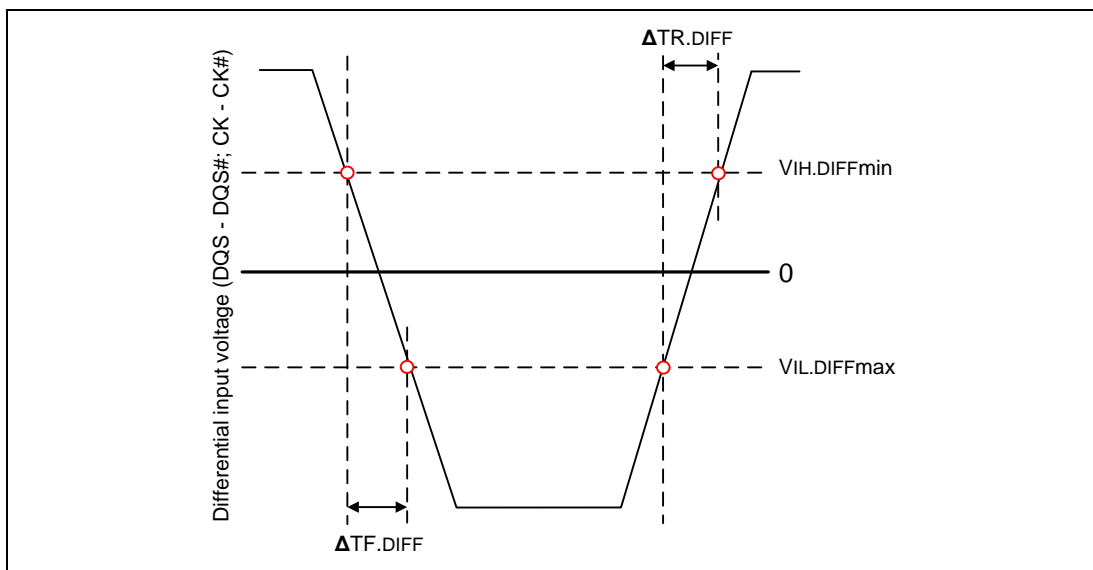 ΔTR.DIFF
Differential input voltage (DQS - DQS#; CK - CK#)
VIH.DIFFmin
0
VIL.DIFFmax
ΔTF.DIFF